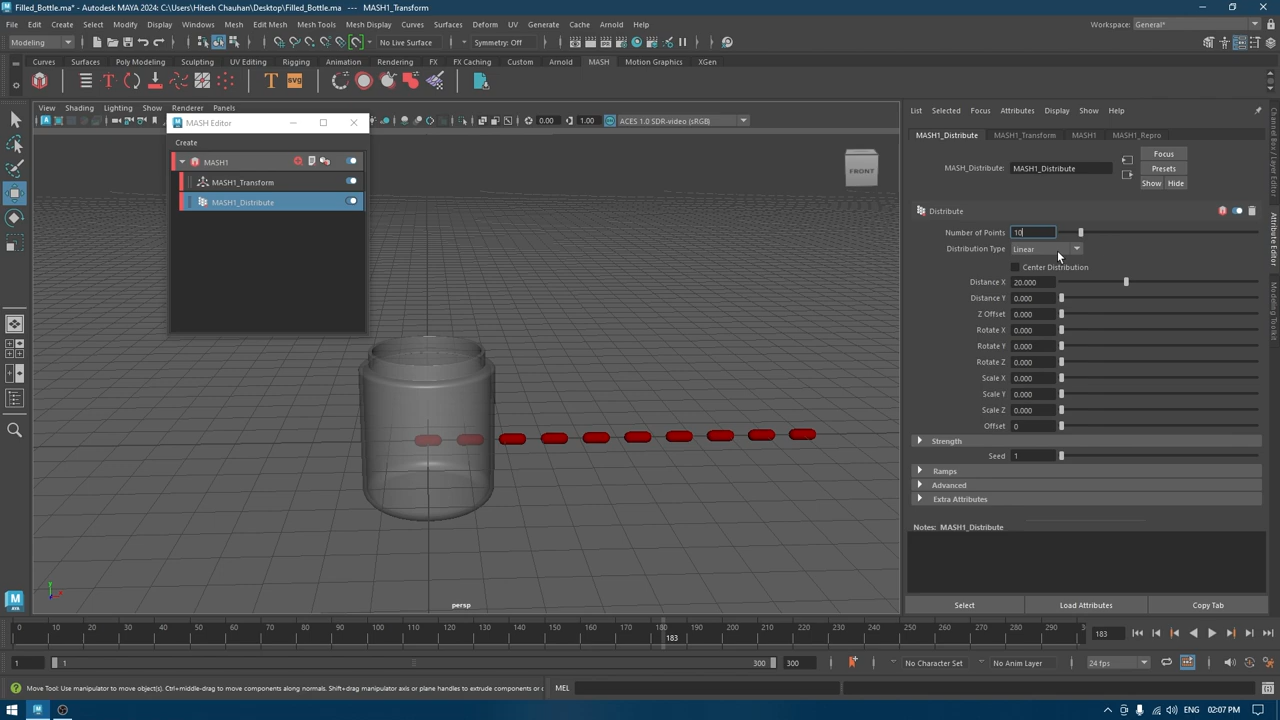 Filled_Bottle.ma* - Autodesk MAYA 2024: C:\Users\Hitesh Chauhan\Desktop\Filled_Bottle.ma --- MASH1_Transform
File Edit Create Select Modify Display Windows Mesh Edit Mesh Mesh Tools Mesh Display Curves Surfaces Deform UV Generate Cache Arnold Help
Workspace: General*
Modeling
No Live Surface
Symmetry: Off
Curves Surfaces Poly Modeling Sculpting UV Editing Rigging Animation Rendering FX FX Caching Custom Arnold MASH Motion Graphics XGen
T svg
View Shading Lighting Show Renderer Panels
0.00
1.00
ACES 1.0 SDR-video (sRGB)
MASH Editor
Create
MASH1
MASH1_Transform
MASH1_Distribute
FRONT
persp
List Selected Focus Attributes Display Show Help
MASH1_Distribute MASH1_Transform MASH1 MASH1_Repro
MASH_Distribute: MASH1_Distribute
Focus
Presets
Show Hide
Distribute
Number of Points 10
Distribution Type Linear
Center Distribution
Distance X 20.000
Distance Y 0.000
Z Offset 0.000
Rotate X 0.000
Rotate Y 0.000
Rotate Z 0.000
Scale X 0.000
Scale Y 0.000
Scale Z 0.000
Offset 0
Strength
Seed 1
Ramps
Advanced
Extra Attributes
Notes: MASH1_Distribute
Select Load Attributes Copy Tab
Channel Box / Layer Editor
Attribute Editor
Modeling Toolkit
0 10 20 30 40 50 60 70 80 90 100 110 120 130 140 150 160 170 180 190 200 210 220 230 240 250 260 270 280 290
183
183
1 1 300 300
No Character Set
No Anim Layer
24 fps
Move Tool: Use manipulator to move object(s). Ctrl+middle-drag to move components along normals. Shift+drag manipulator axis or plane handles to extrude components or
MEL
ENG 02:07 PM